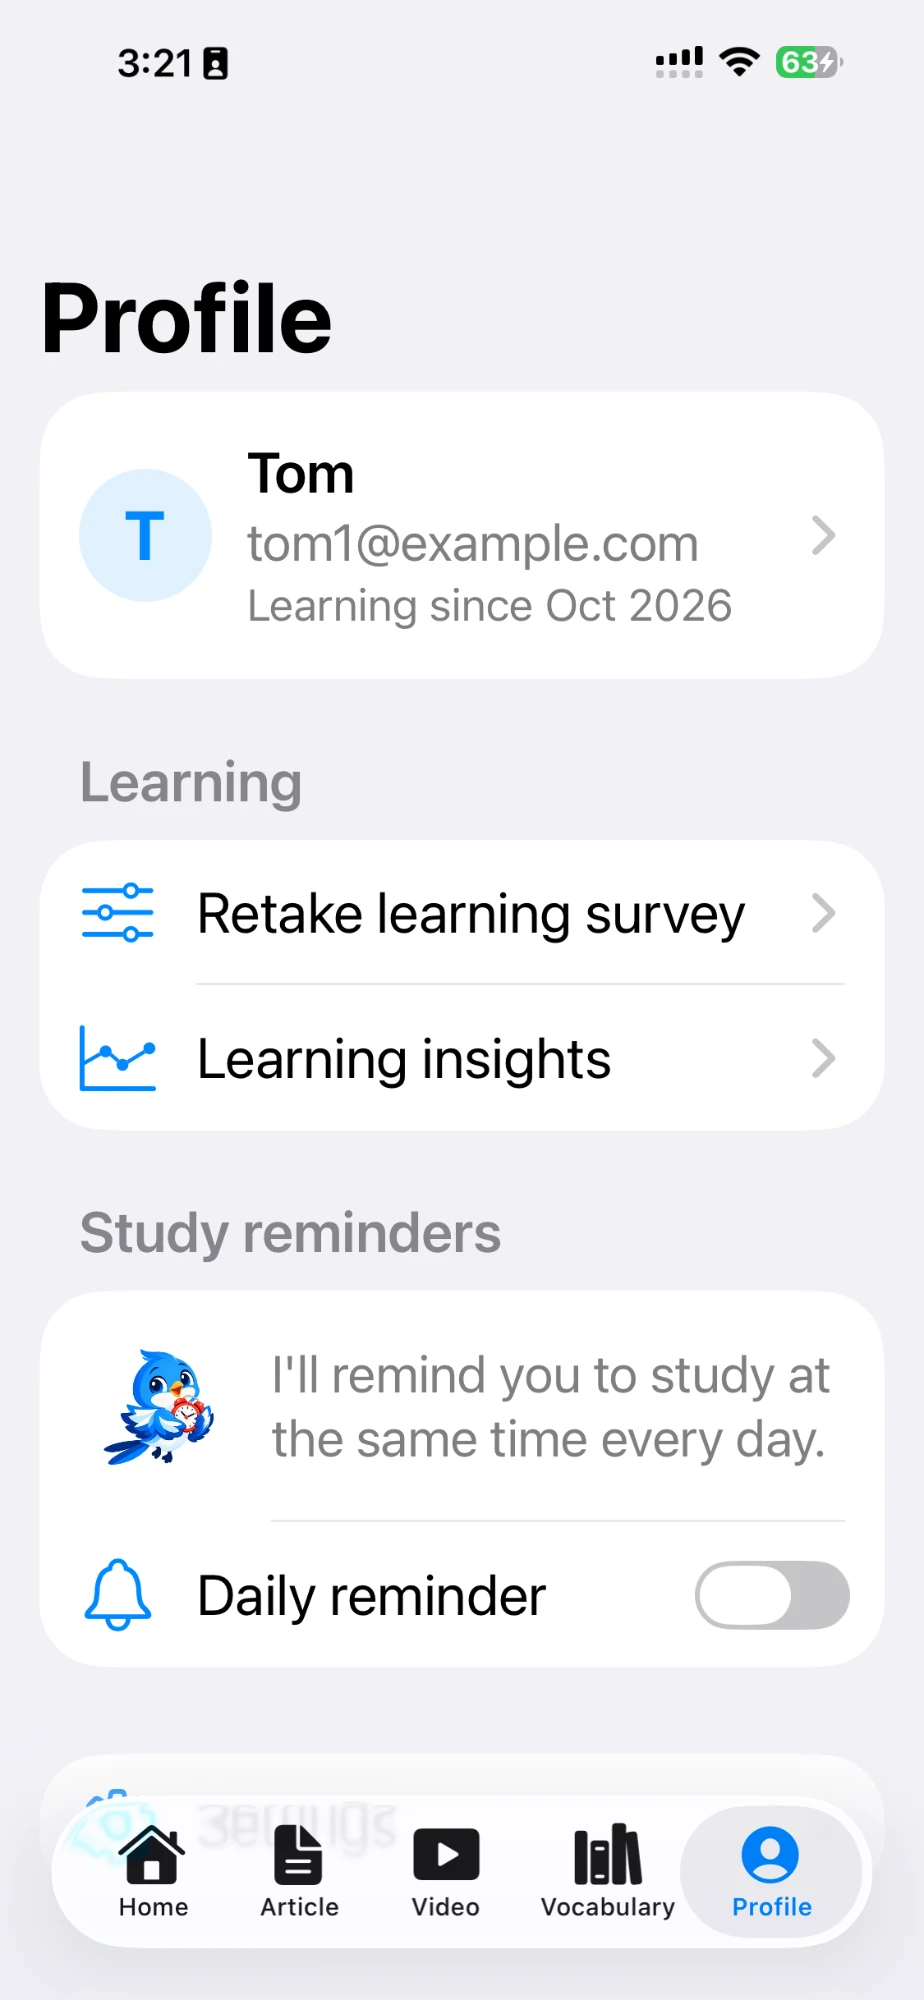 3:21
63
Profile
T
Tom
tom1@example.com
Learning since Oct 2026
Learning
Retake learning survey
Learning insights
Study reminders
I'll remind you to study at
the same time every day.
Daily reminder
Settings
Home
Article
Video
Vocabulary
Profile